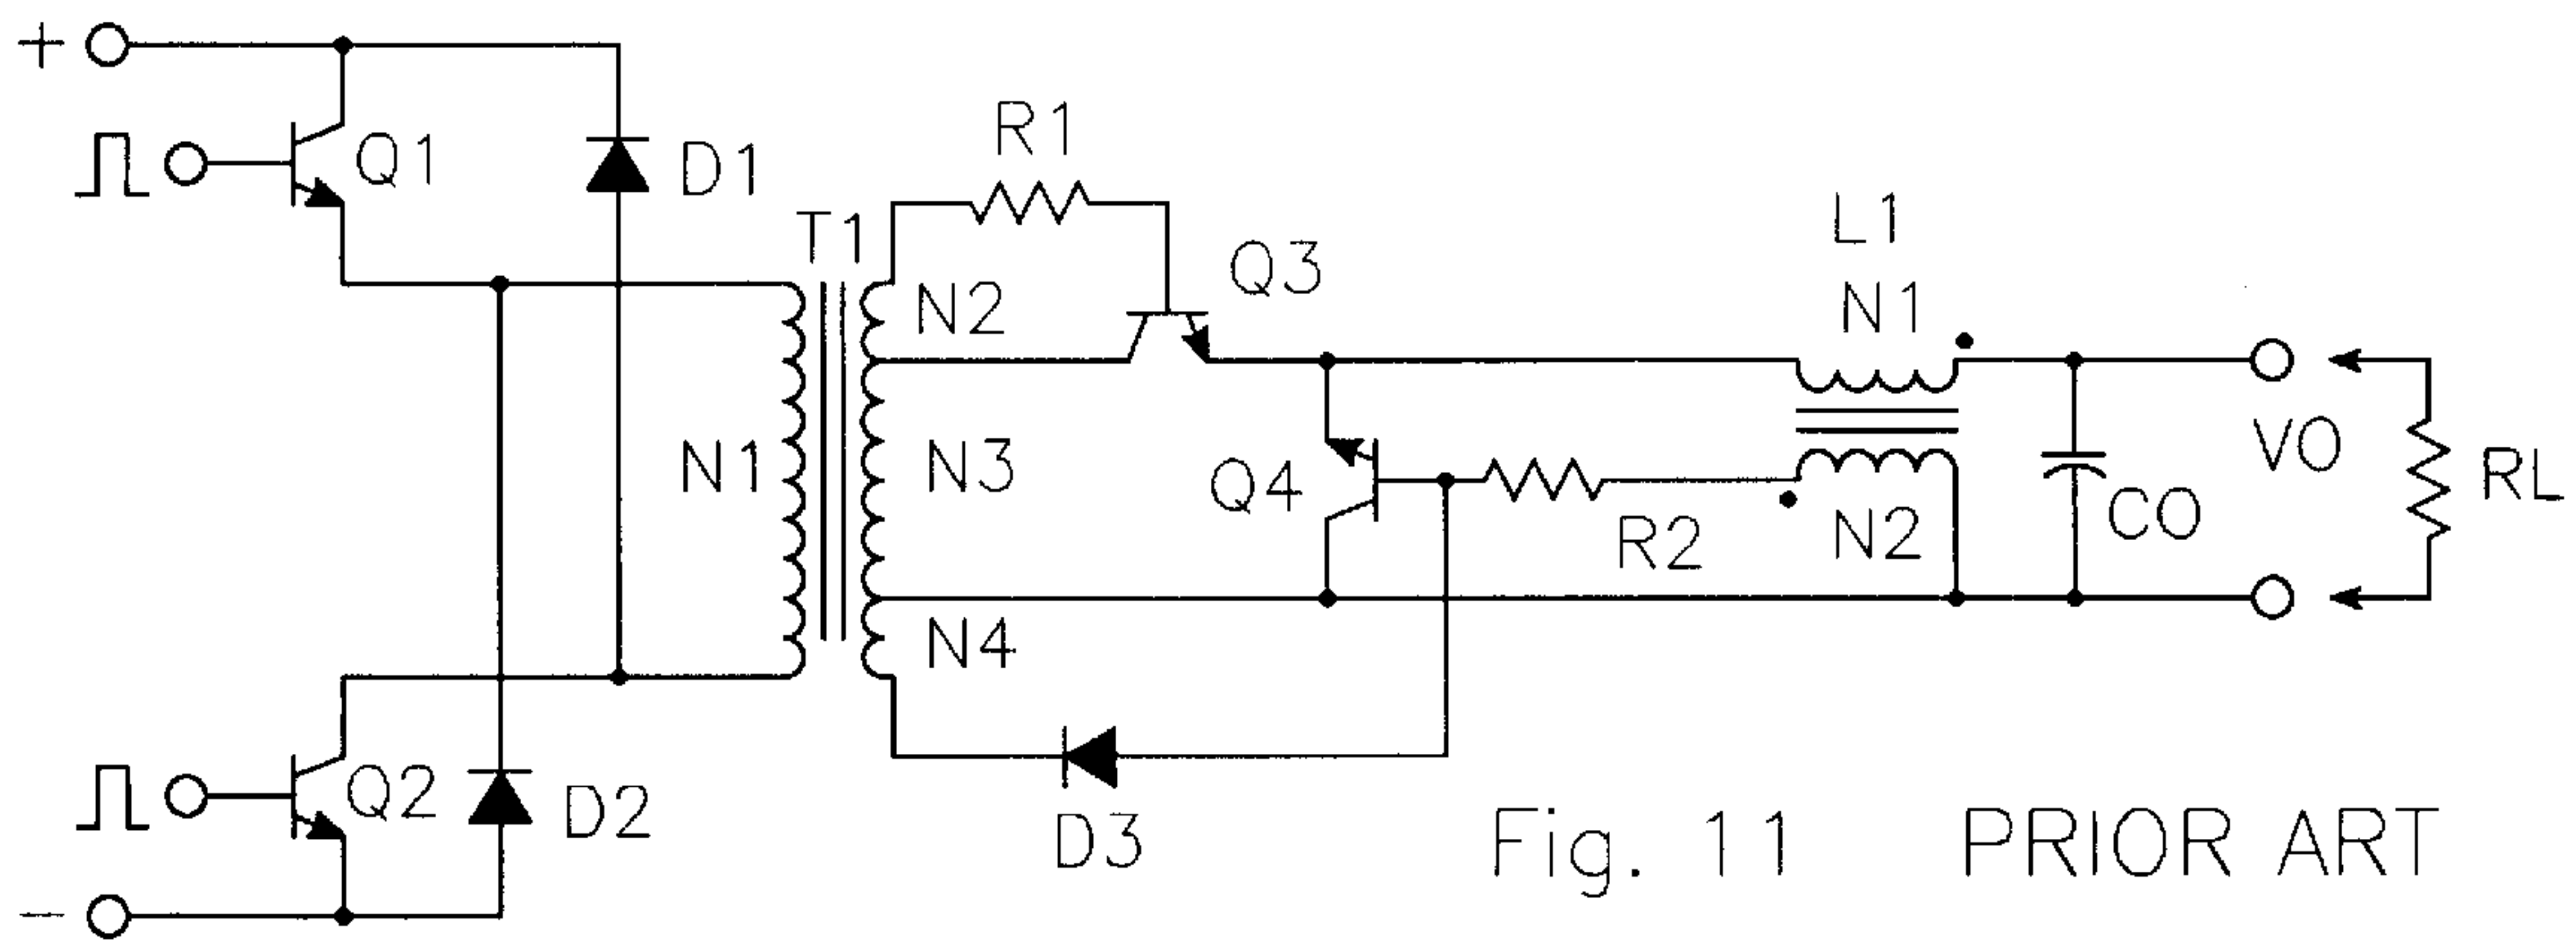 +
Q1
D1
T1
R1
Q3
L1
N1
N2
N1
N3
N4
Q4
R2
N2
CO
VO
RL
Q2
D2
D3
−
Fig. 11 PRIOR ART